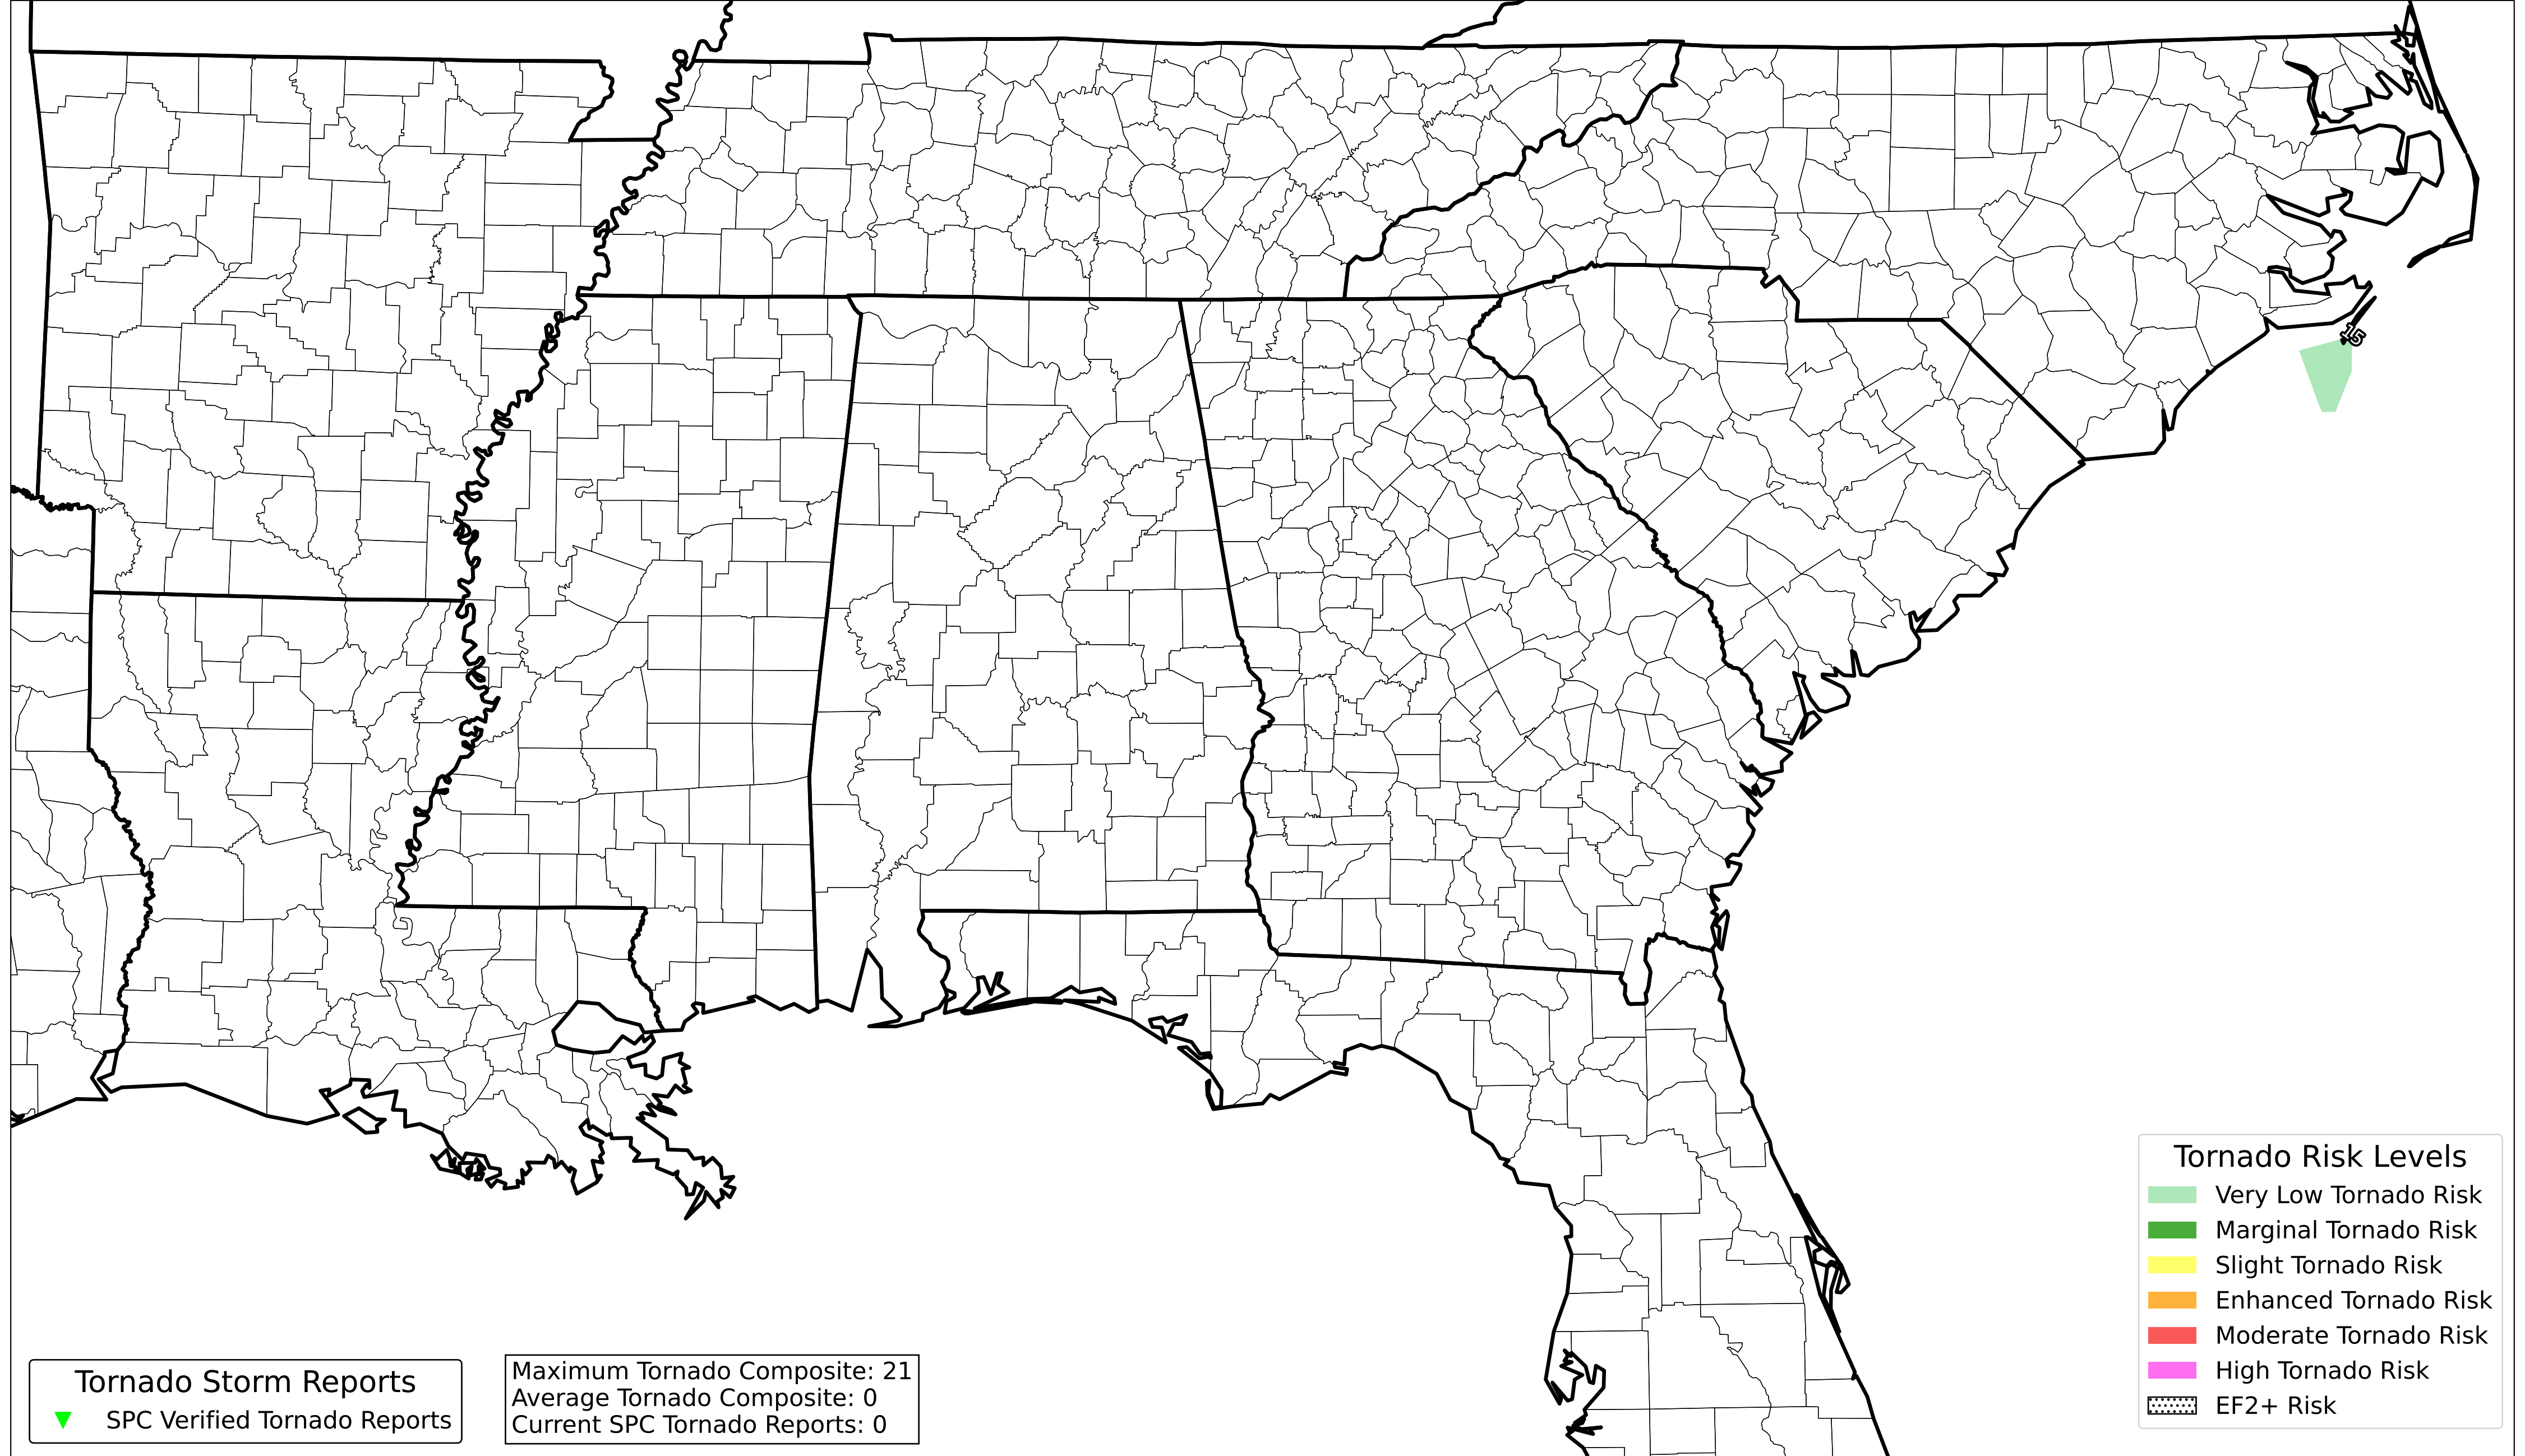 15
Tornado Risk Levels
Very Low Tornado Risk
Marginal Tornado Risk
Slight Tornado Risk
Enhanced Tornado Risk
Moderate Tornado Risk
High Tornado Risk
EF2+ Risk
Tornado Storm Reports
SPC Verified Tornado Reports
Maximum Tornado Composite: 21
Average Tornado Composite: 0
Current SPC Tornado Reports: 0